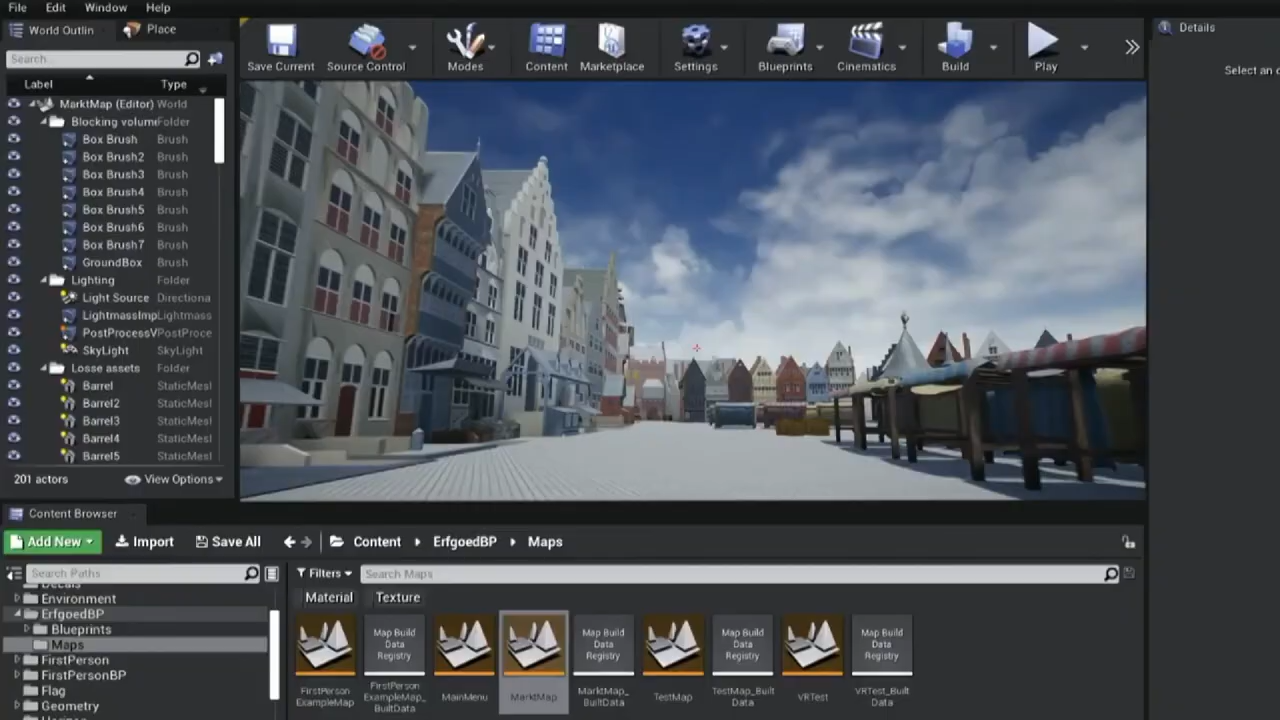 File Edit Window Help
World Outlin
Place
Search...
Label Type
MarktMap (Editor) World
Blocking volume Folder
Box Brush Brush
Box Brush2 Brush
Box Brush3 Brush
Box Brush4 Brush
Box Brush5 Brush
Box Brush6 Brush
Box Brush7 Brush
GroundBox Brush
Lighting Folder
Light Source Directiona
LightmassImp Lightmass
PostProcessV PostProce
SkyLight SkyLight
Losse assets Folder
Barrel StaticMesl
Barrel2 StaticMesl
Barrel3 StaticMesl
Barrel4 StaticMesl
Barrel5 StaticMesl
201 actors View Options
Save Current Source Control Modes Content Marketplace Settings Blueprints Cinematics Build Play
Details
Select an o
Content Browser
Add New Import Save All Content ErfgoedBP Maps
Search Paths
Decals
Environment
ErfgoedBP
Blueprints
Maps
FirstPerson
FirstPersonBP
Flag
Geometry
Filters Search Maps
Material Texture
FirstPerson
ExampleMap
Map Build
Data
Registry
FirstPerson
ExampleMap_
BuiltData
MainMenu
MarktMap
Map Build
Data
Registry
MarktMap_
BuiltData
TestMap
Map Build
Data
Registry
TestMap_Built
Data
VRTest
Map Build
Data
Registry
VRTest_Built
Data